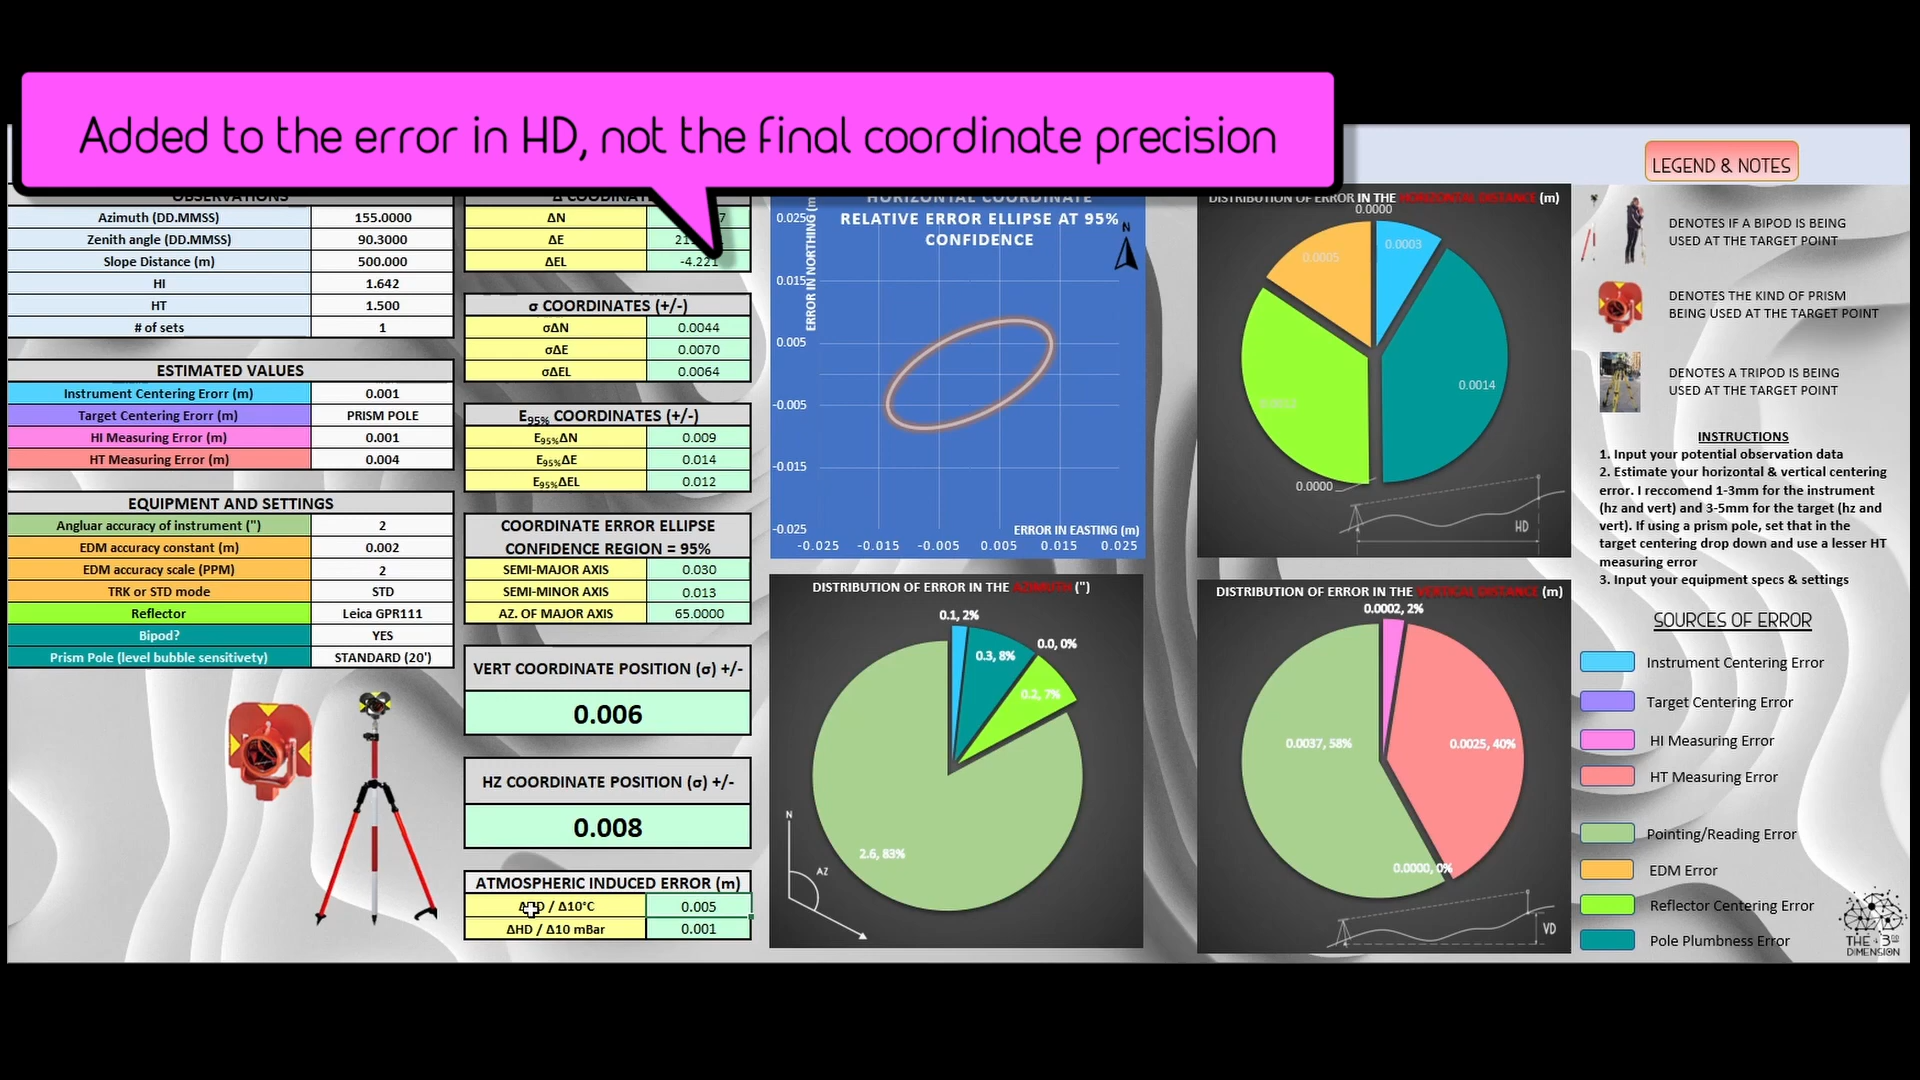 Added to the error in HD, not the final coordinate precision
OBSERVATIONS
Azimuth (DD.MMSS) 155.0000
Zenith angle (DD.MMSS) 90.3000
Slope Distance (m) 500.000
HI 1.642
HT 1.500
# of sets 1
ESTIMATED VALUES
Instrument Centering Erorr (m) 0.001
Target Centering Erorr (m) PRISM POLE
HI Measuring Error (m) 0.001
HT Measuring Error (m) 0.004
EQUIPMENT AND SETTINGS
Angluar accuracy of instrument (") 2
EDM accuracy constant (m) 0.002
EDM accuracy scale (PPM) 2
TRK or STD mode STD
Reflector Leica GPR111
Bipod? YES
Prism Pole (level bubble sensitivety) STANDARD (20')
ΔN
ΔE
ΔEL -4.221
σ COORDINATES (+/-)
σΔN 0.0044
σΔE 0.0070
σΔEL 0.0064
E95% COORDINATES (+/-)
E95%ΔN 0.009
E95%ΔE 0.014
E95%ΔEL 0.012
COORDINATE ERROR ELLIPSE
CONFIDENCE REGION = 95%
SEMI-MAJOR AXIS 0.030
SEMI-MINOR AXIS 0.013
AZ. OF MAJOR AXIS 65.0000
VERT COORDINATE POSITION (σ) +/-
0.006
HZ COORDINATE POSITION (σ) +/-
0.008
ATMOSPHERIC INDUCED ERROR (m)
/ Δ10°C 0.005
ΔHD / Δ10 mBar 0.001
HORIZONTAL COORDINATE
RELATIVE ERROR ELLIPSE AT 95%
CONFIDENCE
N
ERROR IN NORTHING (m)
0.025
0.015
0.005
-0.005
-0.015
-0.025
ERROR IN EASTING (m)
-0.025 -0.015 -0.005 0.005 0.015 0.025
DISTRIBUTION OF ERROR IN THE AZIMUTH (")
0.1, 2%
0.3, 8%
0.0, 0%
0.2, 7%
2.6, 83%
N
AZ
DISTRIBUTION OF ERROR IN THE HORIZONTAL DISTANCE (m)
0.0000
0.0003
0.0005
0.0014
0.0000
HD
DISTRIBUTION OF ERROR IN THE VERTICAL DISTANCE (m)
0.0002, 2%
0.0037, 58%
0.0025, 40%
0.0000, 0%
VD
LEGEND & NOTES
DENOTES IF A BIPOD IS BEING
USED AT THE TARGET POINT
DENOTES THE KIND OF PRISM
BEING USED AT THE TARGET POINT
DENOTES A TRIPOD IS BEING
USED AT THE TARGET POINT
INSTRUCTIONS
1. Input your potential observation data
2. Estimate your horizontal & vertical centering
error. I reccomend 1-3mm for the instrument
(hz and vert) and 3-5mm for the target (hz and
vert). If using a prism pole, set that in the
target centering drop down and use a lesser HT
measuring error
3. Input your equipment specs & settings
SOURCES OF ERROR
Instrument Centering Error
Target Centering Error
HI Measuring Error
HT Measuring Error
Pointing/Reading Error
EDM Error
Reflector Centering Error
Pole Plumbness Error
THE 3RD
DIMENSION